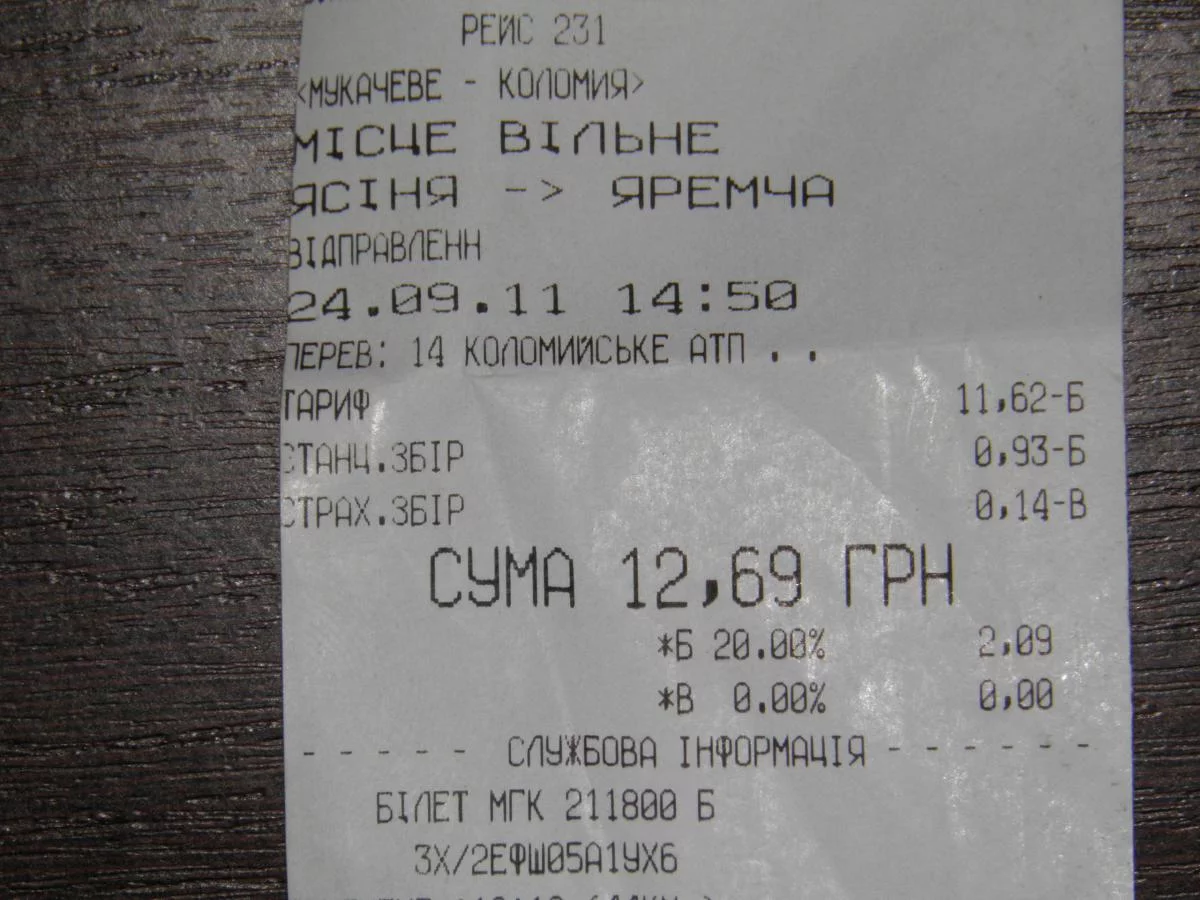 РЕЙС 231
<МУКАЧЕВЕ - КОЛОМИЯ>
МІСЦЕ ВІЛЬНЕ
ЯСІНЯ -> ЯРЕМЧА
ВІДПРАВЛЕНН
24.09.11 14:50
ПЕРЕВ: 14 КОЛОМИЙСЬКЕ АТП . .
ТАРИФ 11,62-Б
СТАНЦ.ЗБІР 0,93-Б
СТРАХ.ЗБІР 0,14-В
СУМА 12,69 ГРН
*Б 20.00% 2,09
*В 0.00% 0,00
- - - - - СЛУЖБОВА ІНФОРМАЦІЯ - - - - - -
БІЛЕТ МГК 211800 Б
3Х/2ЕФШ05А1УХ6